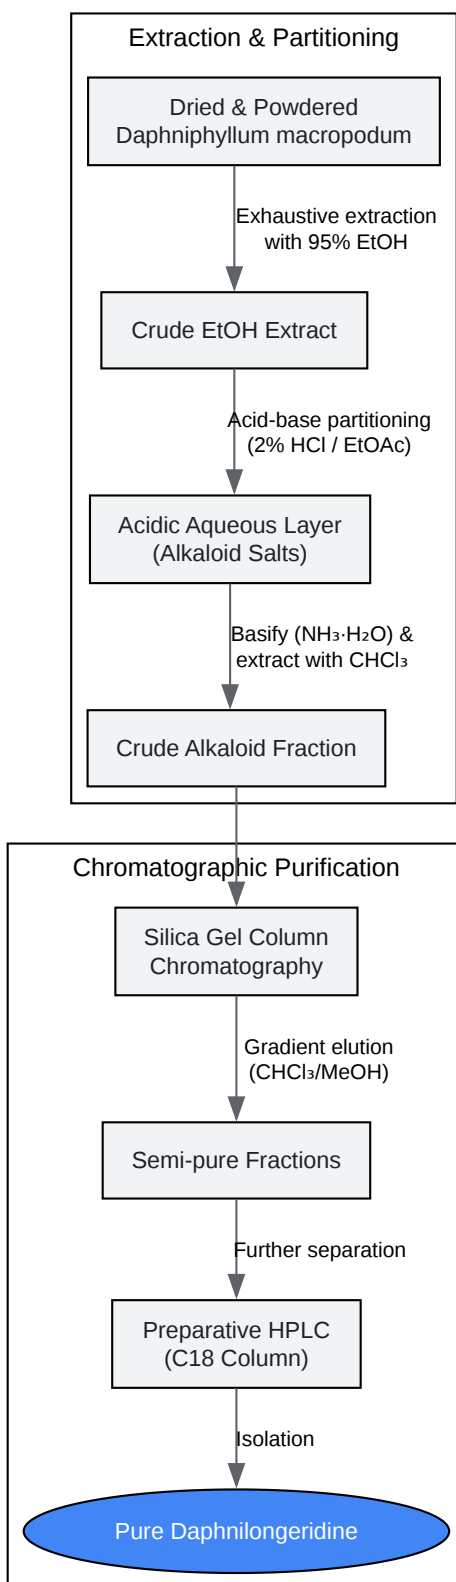 Extraction & Partitioning
Dried & Powdered
Daphniphyllum macropodum
Exhaustive extraction
with 95% EtOH
Crude EtOH Extract
Acid-base partitioning
(2% HCl / EtOAc)
Acidic Aqueous Layer
(Alkaloid Salts)
Basify (NH₃·H₂O) &
extract with CHCl₃
Crude Alkaloid Fraction
Chromatographic Purification
Silica Gel Column
Chromatography
Gradient elution
(CHCl₃/MeOH)
Semi-pure Fractions
Further separation
Preparative HPLC
(C18 Column)
Isolation
Pure Daphnilongeridine